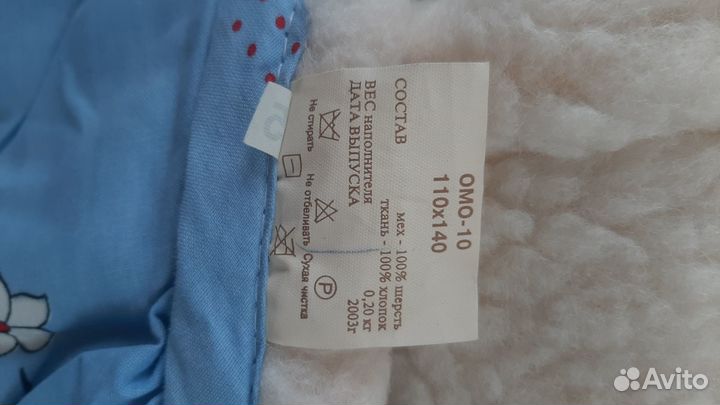 ОМО-10
110х140
СОСТАВ мех - 100% шерсть
ткань - 100% хлопок
ВЕС наполнителя 0,20 кг
ДАТА ВЫПУСКА 2003г
Не стирать Не отбеливать Сухая чистка
P
Avito